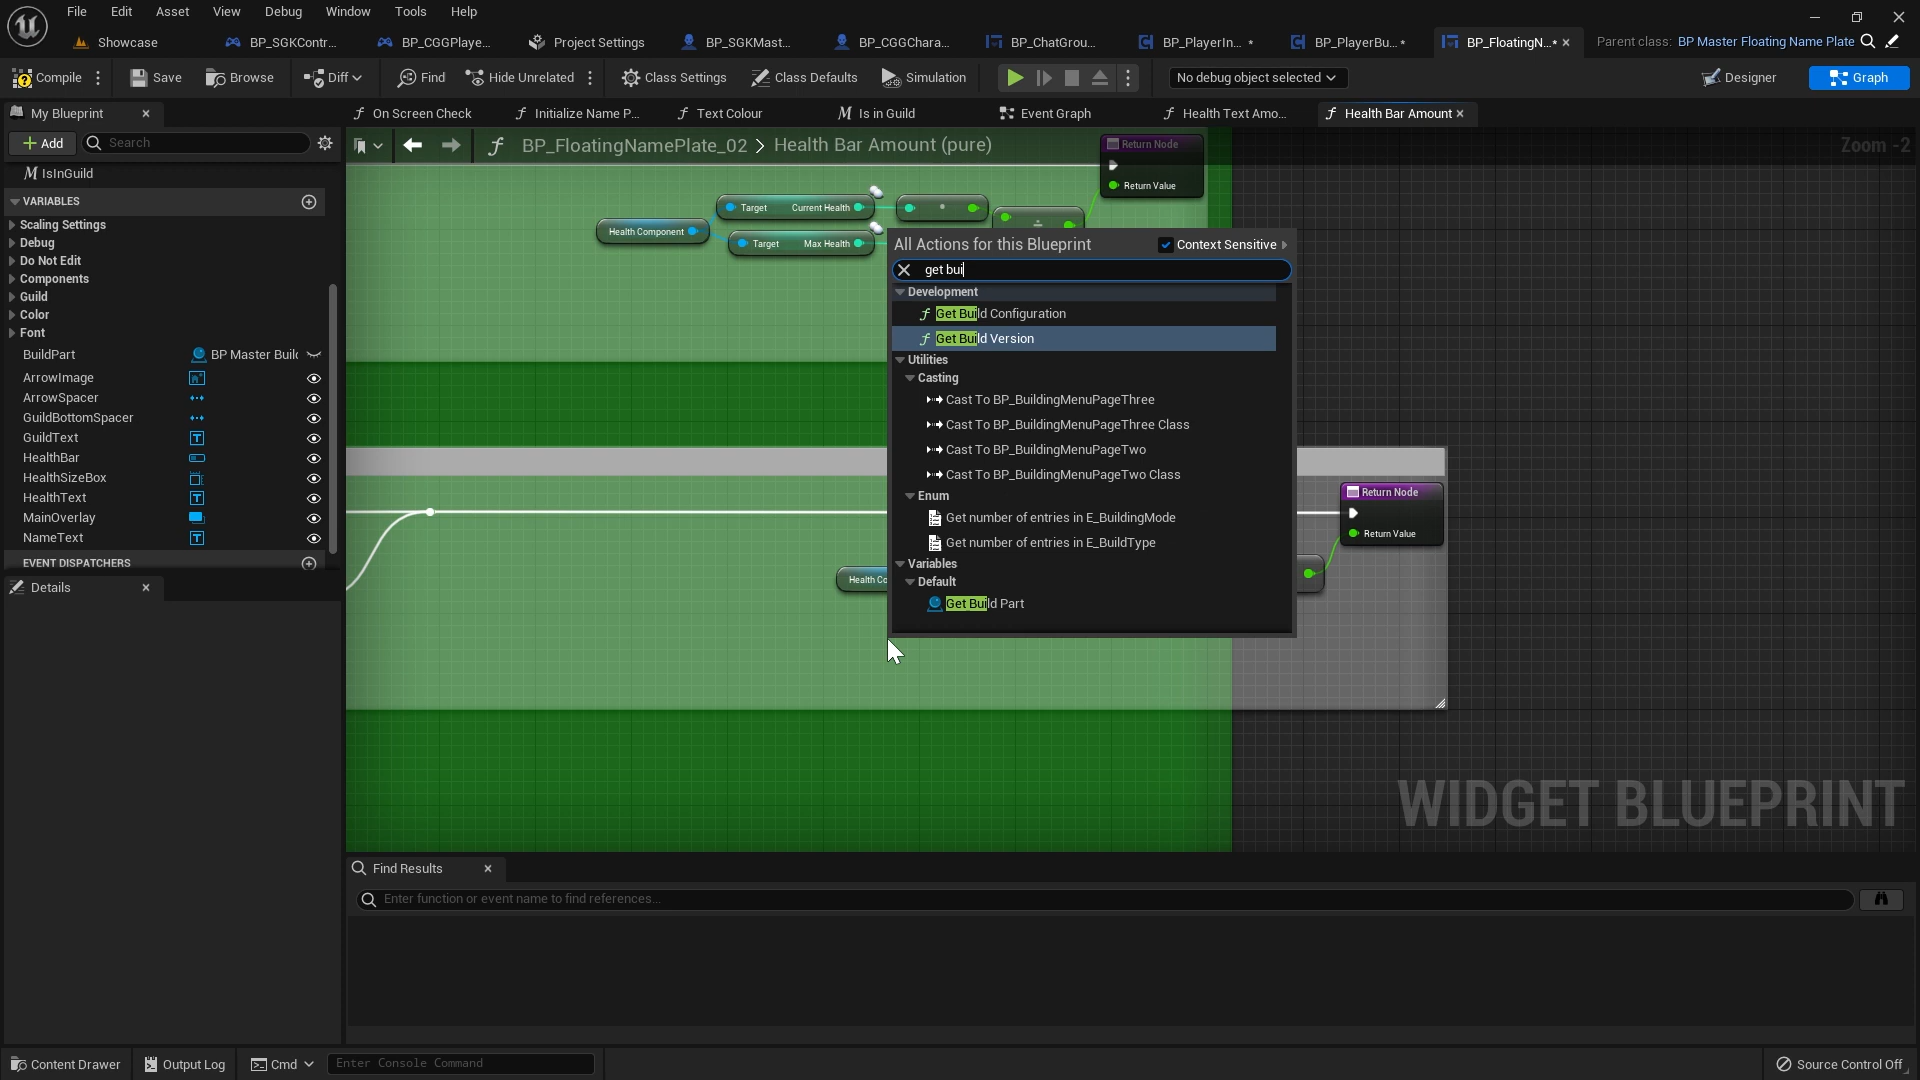 File Edit Asset View Debug Window Tools Help
Showcase BP_SGKContr... BP_CGGPlaye... Project Settings BP_SGKMast... BP_CGGChara... BP_ChatGrou... BP_PlayerIn... * BP_PlayerBu... * BP_FloatingN...* Parent class: BP Master Floating Name Plate
Compile Save Browse Diff Find Hide Unrelated Class Settings Class Defaults Simulation No debug object selected Designer Graph
My Blueprint On Screen Check Initialize Name P... Text Colour Is in Guild Event Graph Health Text Amo... Health Bar Amount
Add Search BP_FloatingNamePlate_02 > Health Bar Amount (pure) Zoom -2
IsInGuild
VARIABLES
Scaling Settings
Debug
Do Not Edit
Components
Guild
Color
Font
BuildPart BP Master Builc
ArrowImage
ArrowSpacer
GuildBottomSpacer
GuildText
HealthBar
HealthSizeBox
HealthText
MainOverlay
NameText
EVENT DISPATCHERS
Details
Return Node
Return Value
Target Current Health
Health Component
Target Max Health
All Actions for this Blueprint Context Sensitive
get bui
Development
Get Build Configuration
Get Build Version
Utilities
Casting
Cast To BP_BuildingMenuPageThree
Cast To BP_BuildingMenuPageThree Class
Cast To BP_BuildingMenuPageTwo
Cast To BP_BuildingMenuPageTwo Class
Enum
Get number of entries in E_BuildingMode
Get number of entries in E_BuildType
Variables
Default
Get Build Part
Return Node
Return Value
Health Co
WIDGET BLUEPRINT
Find Results
Enter function or event name to find references...
Content Drawer Output Log Cmd Enter Console Command Source Control Off